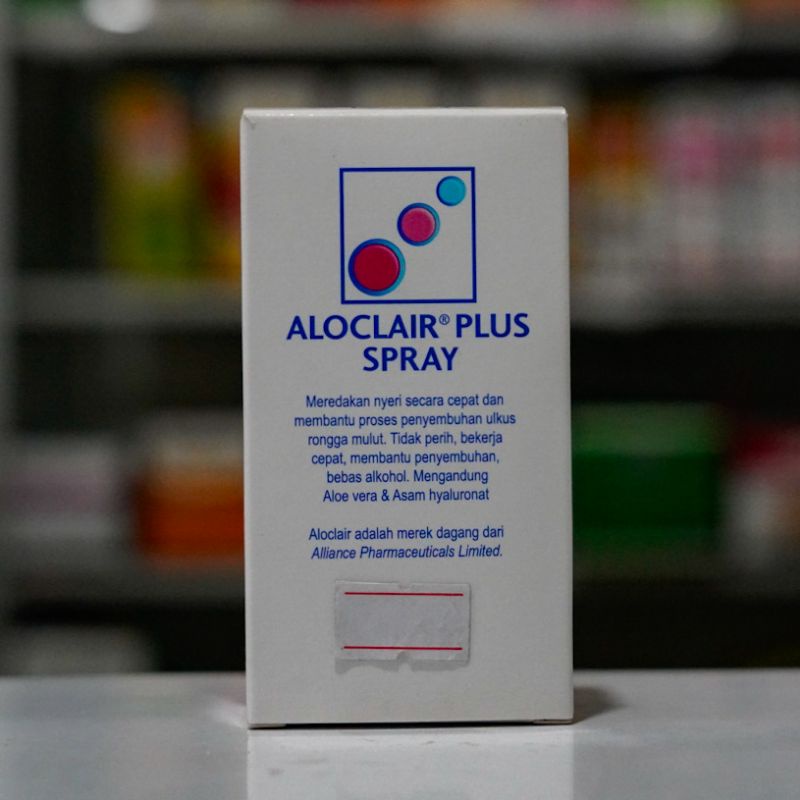 ALOCLAIR® PLUS
SPRAY
Meredakan nyeri secara cepat dan
membantu proses penyembuhan ulkus
rongga mulut. Tidak perih, bekerja
cepat, membantu penyembuhan,
bebas alkohol. Mengandung
Aloe vera & Asam hyaluronat
Aloclair adalah merek dagang dari
Alliance Pharmaceuticals Limited.